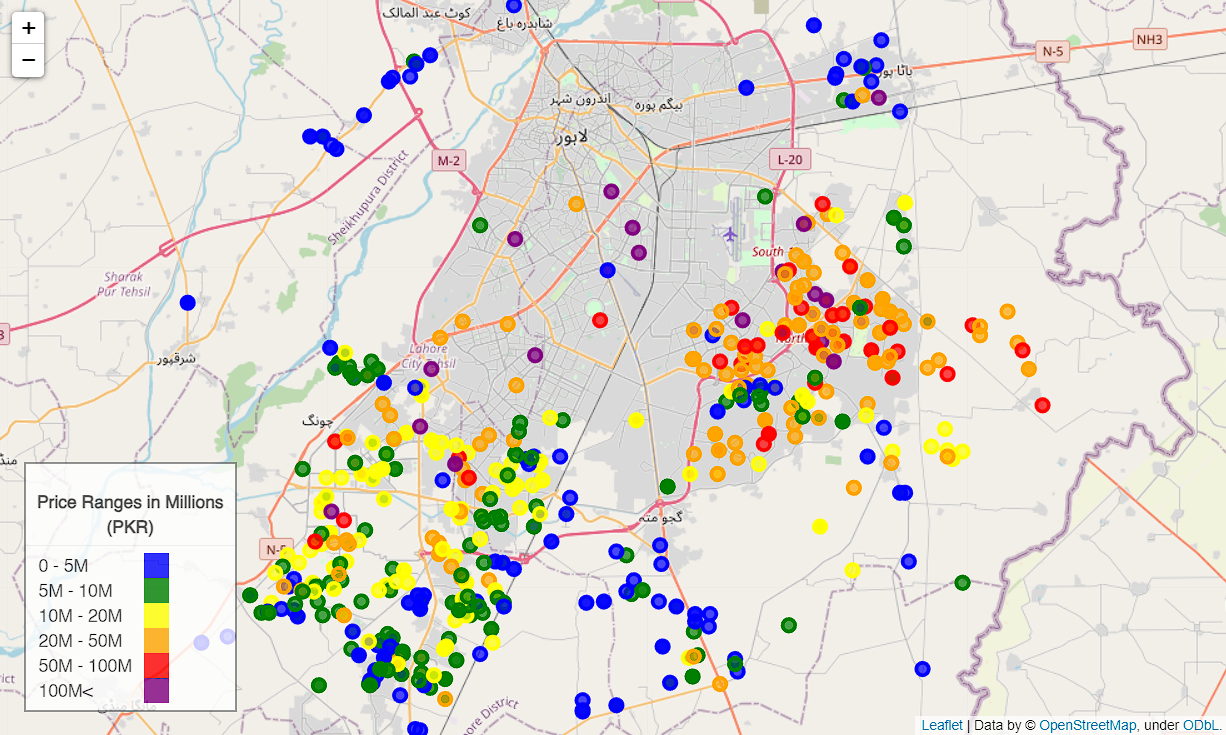 +
−
کوٹ عبد المالک
شاہدرہ باغ
NH3
N-5
باٹا پور
اندرون شہر
بیگم پورہ
لاہور
M-2
L-20
Sheikhupura District
South
Sharak
Pur Tehsil
شرقپور
North
Lahore
City Tehsil
چونگ
گجو متہ
N-5
Price Ranges in Millions
(PKR)
0 - 5M
5M - 10M
10M - 20M
20M - 50M
50M - 100M
100M<
ore District
Leaflet | Data by © OpenStreetMap, under ODbL.